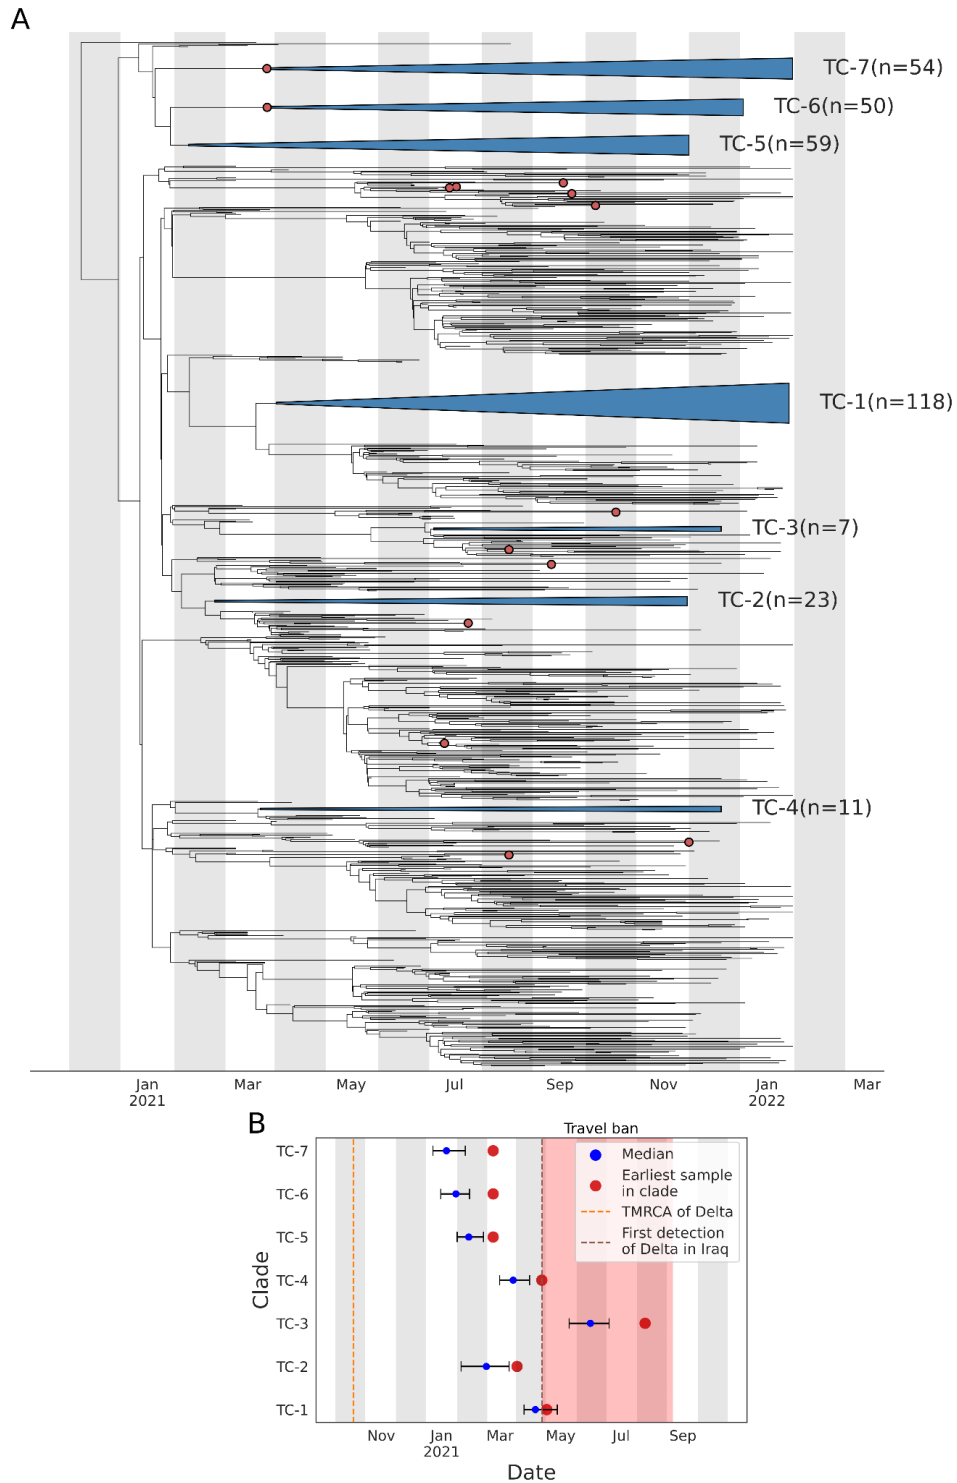 A
TC-7(n=54)
TC-6(n=50)
TC-5(n=59)
TC-1(n=118)
TC-3(n=7)
TC-2(n=23)
TC-4(n=11)
Jan Mar May Jul Sep Nov Jan Mar
2021 2022
B
Travel ban
TC-7
TC-6
TC-5
TC-4
TC-3
TC-2
TC-1
Clade
Median
Earliest sample
in clade
TMRCA of Delta
First detection
of Delta in Iraq
Nov Jan Mar May Jul Sep
2021
Date